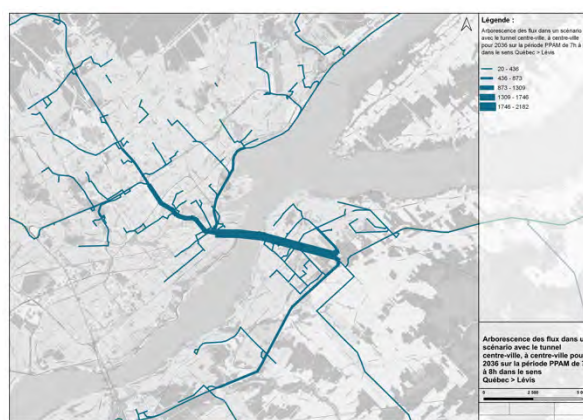 Légende :
Arborescence des flux dans un scénario
avec le tunnel centre-ville, à centre-ville
pour 2036 sur la période PPAM de 7h à
dans le sens Québec > Lévis
20 - 436
436 - 873
873 - 1309
1309 - 1746
1746 - 2182
Arborescence des flux dans u
scénario avec le tunnel
centre-ville, à centre-ville pou
2036 sur la période PPAM de
à 8h dans le sens
Québec > Lévis